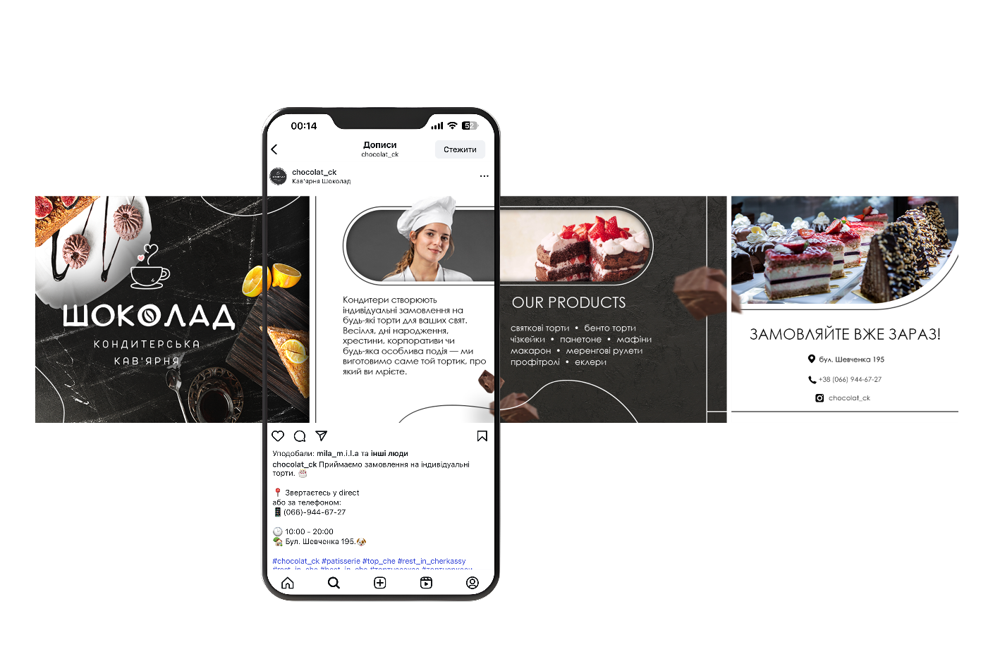 00:14
52
Дописи
chocolat_ck
Стежити
chocolat_ck
Кав'ярня Шоколад
ШОКОЛАД
КОНДИТЕРСЬКА
КАВ'ЯРНЯ
Кондитери створюють
індивідуальні замовлення на
будь-які торти для ваших свят.
Весілля, дні народження,
хрестини, корпоративи чи
будь-яка особлива подія — ми
виготовимо саме той тортик, про
який ви мрієте.
OUR PRODUCTS
святкові торти • бенто торти
чізкейки • панетоне • мафіни
макарон • меренгові рулети
профітролі • еклери
ЗАМОВЛЯЙТЕ ВЖЕ ЗАРАЗ!
бул. Шевченка 195
+38 (066) 944-67-27
chocolat_ck
Уподобали: mila_m.i.l.a та інші люди
chocolat_ck Приймаємо замовлення на індивідуальні
торти. 🎂
📍 Звертаєтесь у direct
або за телефоном:
📱(066)-944-67-27
🕙 10:00 - 20:00
🏡 Бул. Шевченка 195.🐶
#chocolat_ck #patisserie #top_che #rest_in_cherkassy